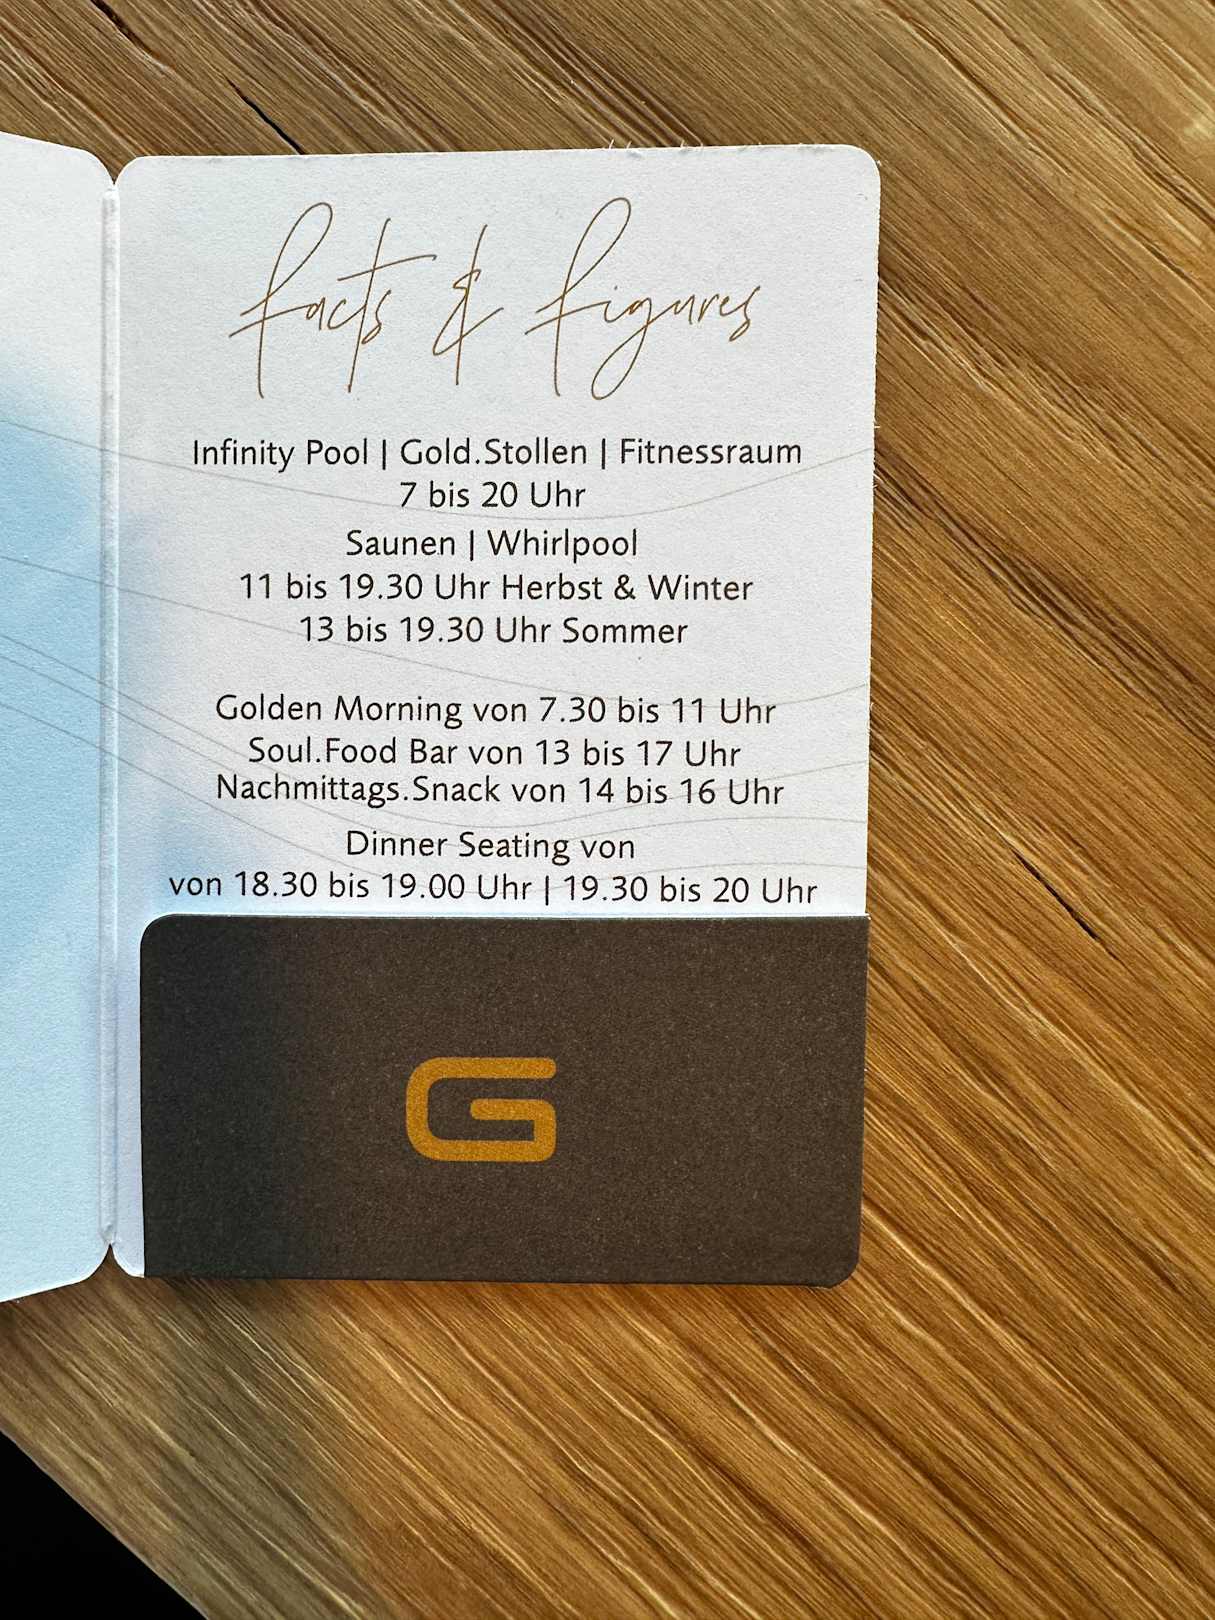 facts & figures
Infinity Pool | Gold.Stollen | Fitnessraum
7 bis 20 Uhr
Saunen | Whirlpool
11 bis 19.30 Uhr Herbst & Winter
13 bis 19.30 Uhr Sommer
Golden Morning von 7.30 bis 11 Uhr
Soul.Food Bar von 13 bis 17 Uhr
Nachmittags.Snack von 14 bis 16 Uhr
Dinner Seating von
von 18.30 bis 19.00 Uhr | 19.30 bis 20 Uhr
G